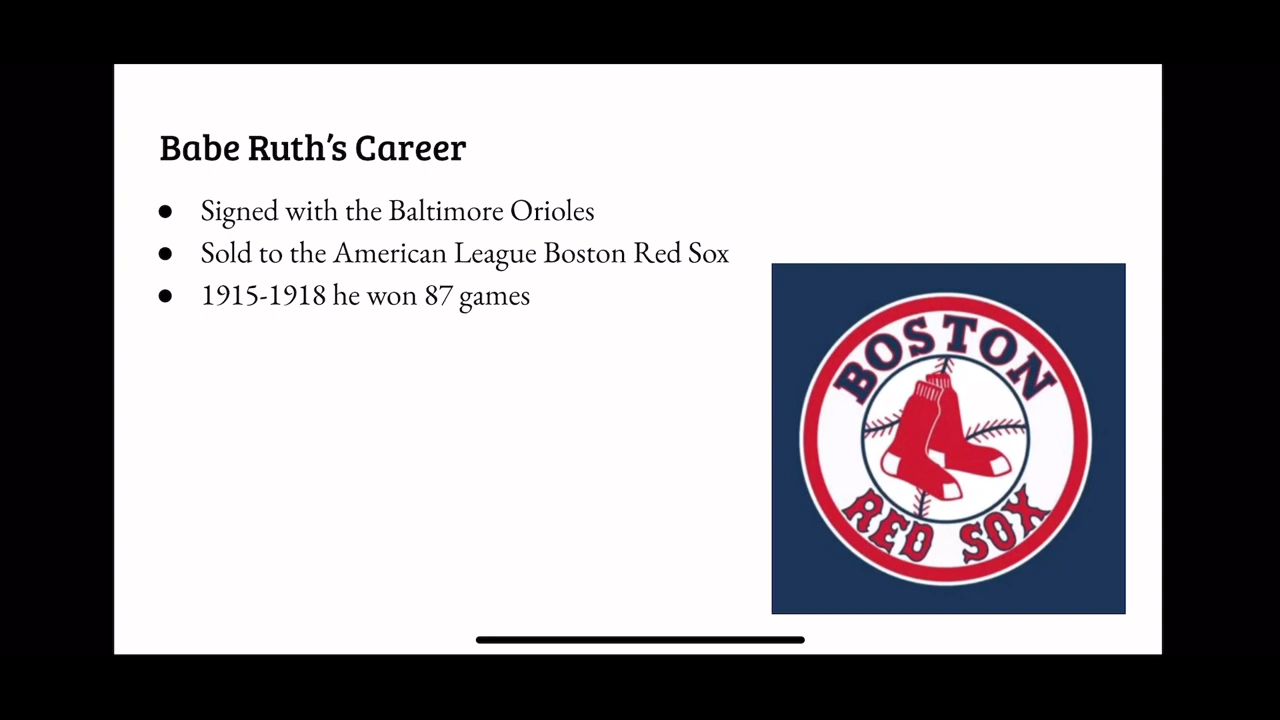 Babe Ruth's Career
● Signed with the Baltimore Orioles
● Sold to the American League Boston Red Sox
● 1915-1918 he won 87 games
BOSTON
RED SOX